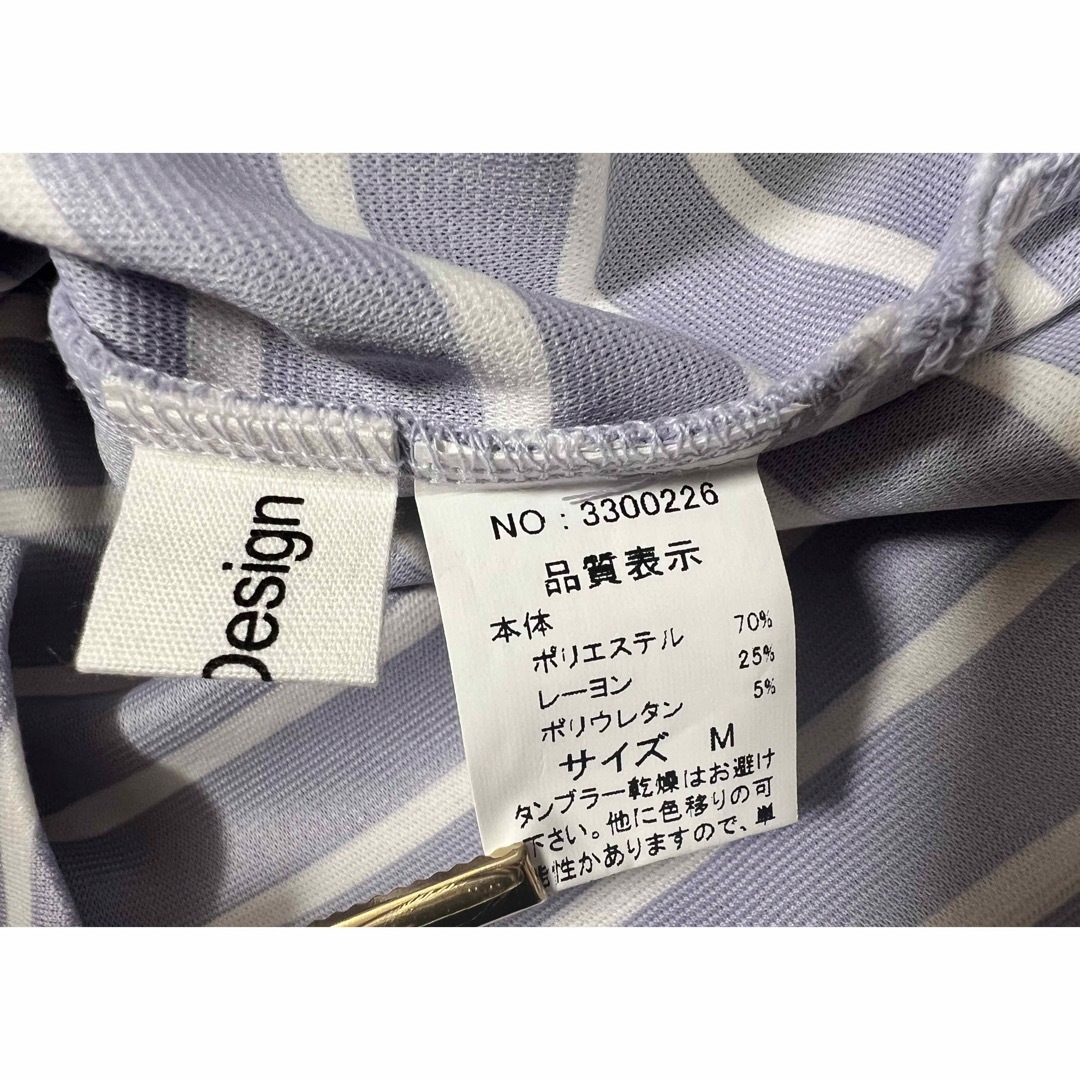 Design
NO : 3300226
品質表示
本体
ポリエステル 70%
レーヨン 25%
ポリウレタン 5%
サイズ M
タンブラー乾燥はお避け
下さい。他に色移りの可
性がありますので、単